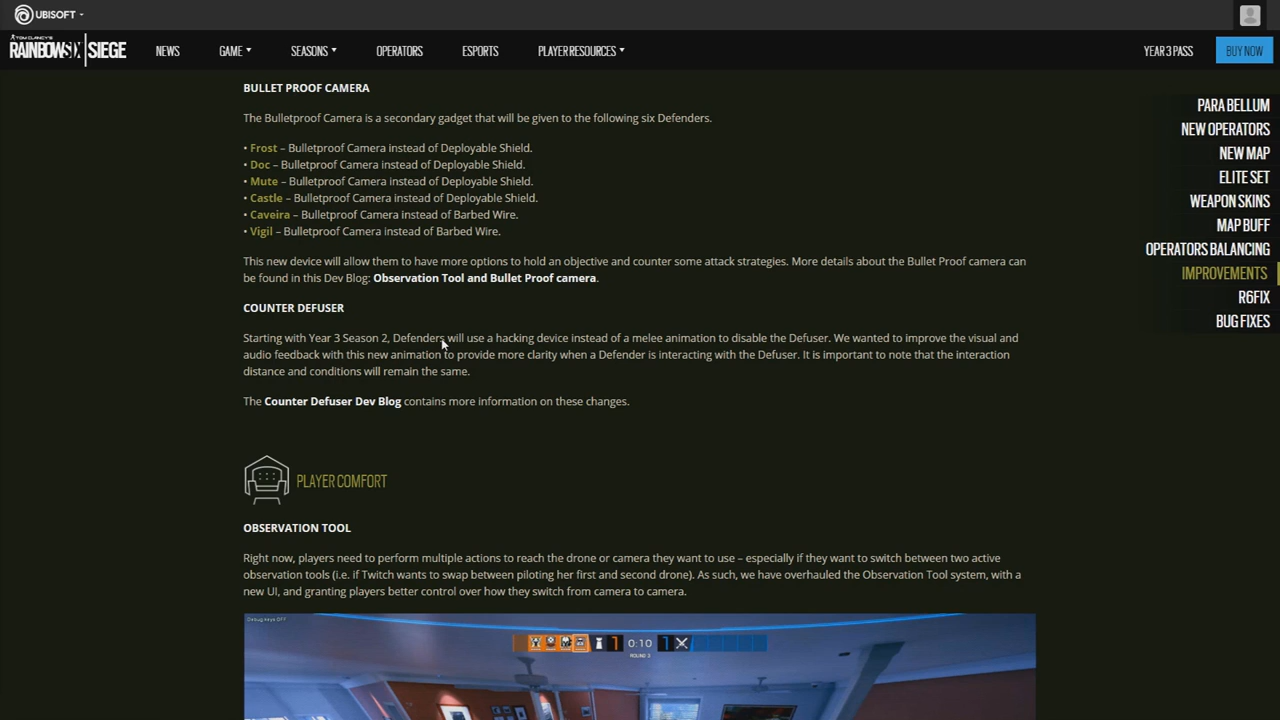 UBISOFT
TOM CLANCY'S
RAINBOW SIX | SIEGE
NEWS
GAME
SEASONS
OPERATORS
ESPORTS
PLAYER RESOURCES
YEAR 3 PASS
BUY NOW
BULLET PROOF CAMERA
The Bulletproof Camera is a secondary gadget that will be given to the following six Defenders.
• Frost – Bulletproof Camera instead of Deployable Shield.
• Doc – Bulletproof Camera instead of Deployable Shield.
• Mute – Bulletproof Camera instead of Deployable Shield.
• Castle – Bulletproof Camera instead of Deployable Shield.
• Caveira – Bulletproof Camera instead of Barbed Wire.
• Vigil – Bulletproof Camera instead of Barbed Wire.
This new device will allow them to have more options to hold an objective and counter some attack strategies. More details about the Bullet Proof camera can
be found in this Dev Blog: Observation Tool and Bullet Proof camera.
COUNTER DEFUSER
Starting with Year 3 Season 2, Defenders will use a hacking device instead of a melee animation to disable the Defuser. We wanted to improve the visual and
audio feedback with this new animation to provide more clarity when a Defender is interacting with the Defuser. It is important to note that the interaction
distance and conditions will remain the same.
The Counter Defuser Dev Blog contains more information on these changes.
PLAYER COMFORT
OBSERVATION TOOL
Right now, players need to perform multiple actions to reach the drone or camera they want to use – especially if they want to switch between two active
observation tools (i.e. if Twitch wants to swap between piloting her first and second drone). As such, we have overhauled the Observation Tool system, with a
new UI, and granting players better control over how they switch from camera to camera.
Debug keys OFF
1 0:10 1
ROUND 3
PARA BELLUM
NEW OPERATORS
NEW MAP
ELITE SET
WEAPON SKINS
MAP BUFF
OPERATORS BALANCING
IMPROVEMENTS
R6FIX
BUG FIXES